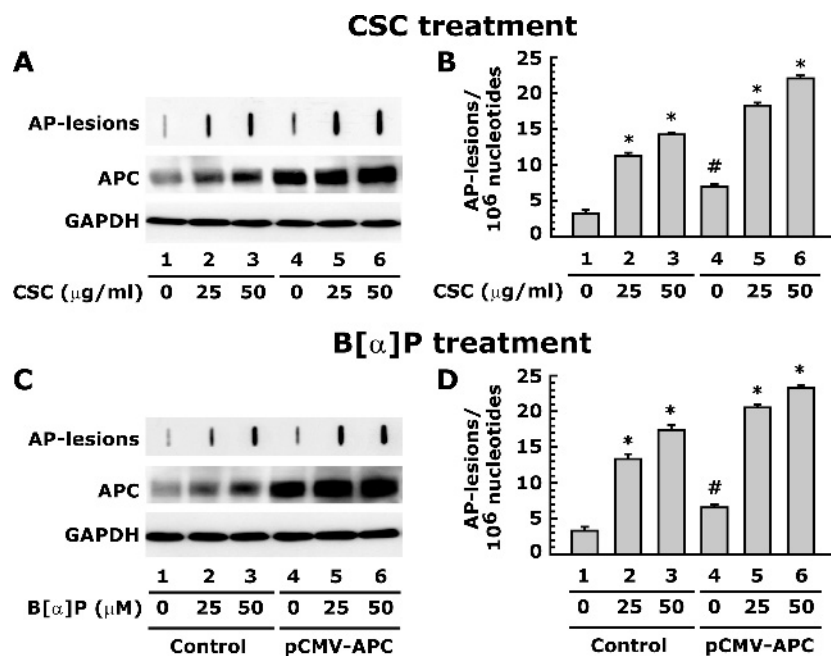 CSC treatment
A
AP-lesions
APC
GAPDH
1 2 3 4 5 6
CSC (μg/ml) 0 25 50 0 25 50
B
AP-lesions/
10⁶ nucleotides
25
20
15
10
5
0
* * # * *
1 2 3 4 5 6
CSC (μg/ml) 0 25 50 0 25 50
B[α]P treatment
C
AP-lesions
APC
GAPDH
1 2 3 4 5 6
B[α]P (μM) 0 25 50 0 25 50
Control pCMV-APC
D
AP-lesions/
10⁶ nucleotides
25
20
15
10
5
0
* * # * *
1 2 3 4 5 6
0 25 50 0 25 50
Control pCMV-APC